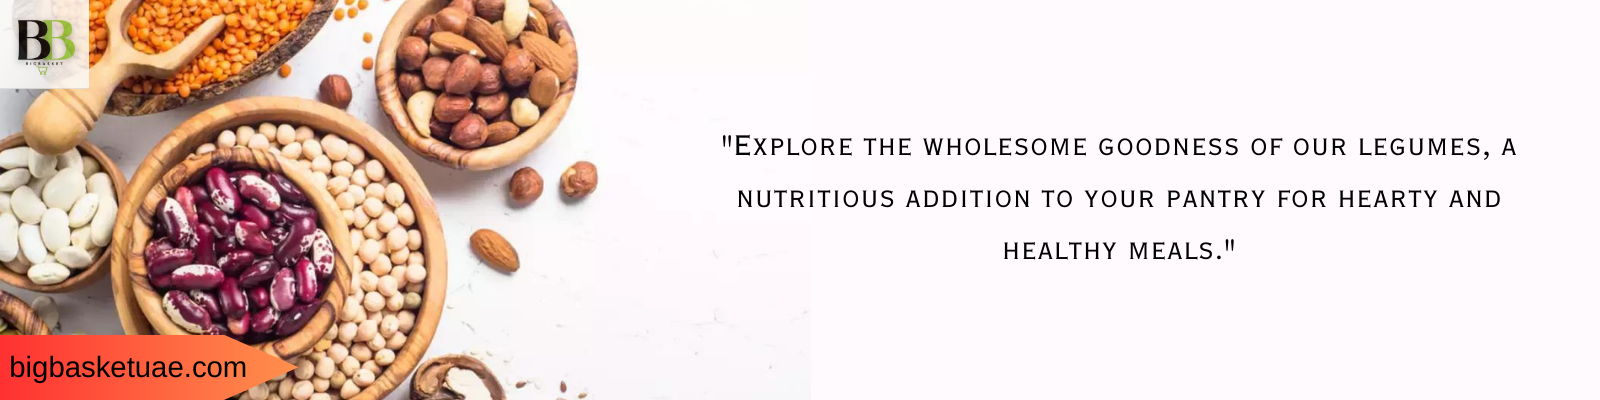 BB
BIGBASKET
"Explore the wholesome goodness of our legumes, a
nutritious addition to your pantry for hearty and
healthy meals."
bigbasketuae.com